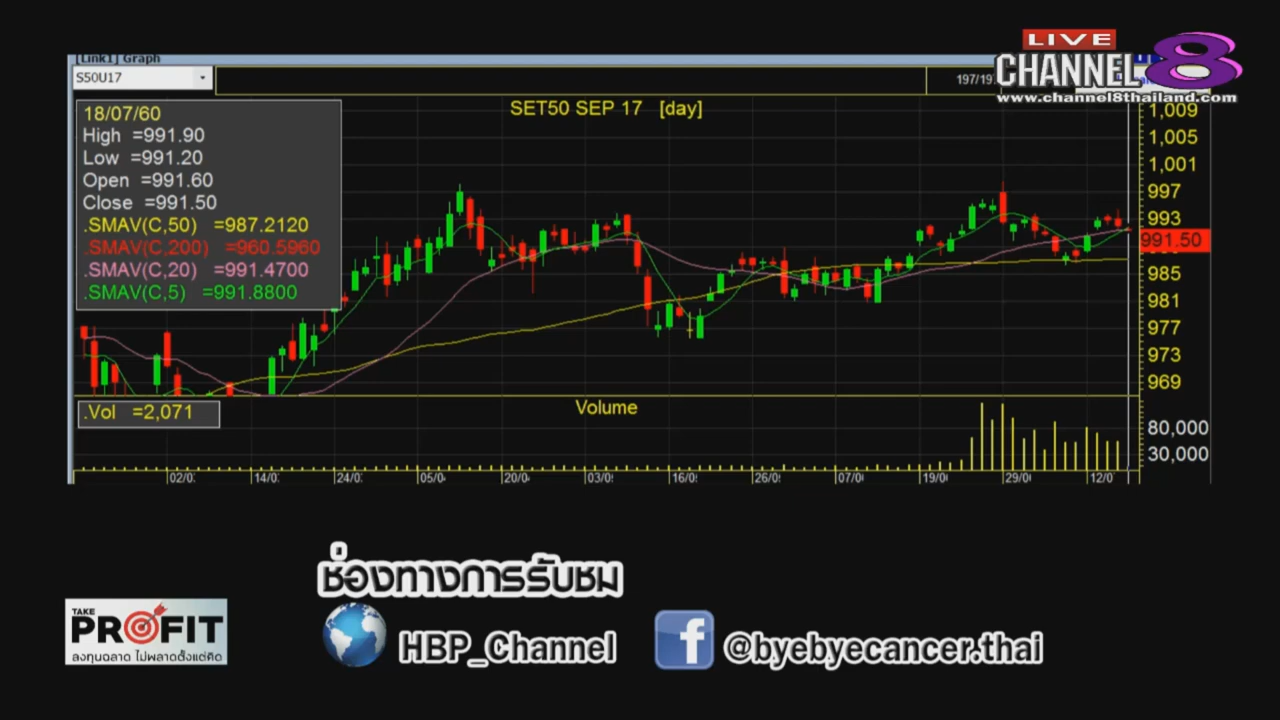 [Link1] Graph
LIVE
CHANNEL 8
www.channel8thailand.com
S50U17
SET50 SEP 17 [day]
18/07/60
High =991.90
Low =991.20
Open =991.60
Close =991.50
.SMAV(C,50) =987.2120
.SMAV(C,200) =960.5960
.SMAV(C,20) =991.4700
.SMAV(C,5) =991.8800
1,009
1,005
1,001
997
993
991.50
985
981
977
973
969
.Vol =2,071
Volume
80,000
30,000
ช่องทางการรับชม
TAKE
PROFIT
ลงทุนฉลาด ไม่พลาดตั้งแต่คิด
HBP_Channel
@byebyecancer.thai